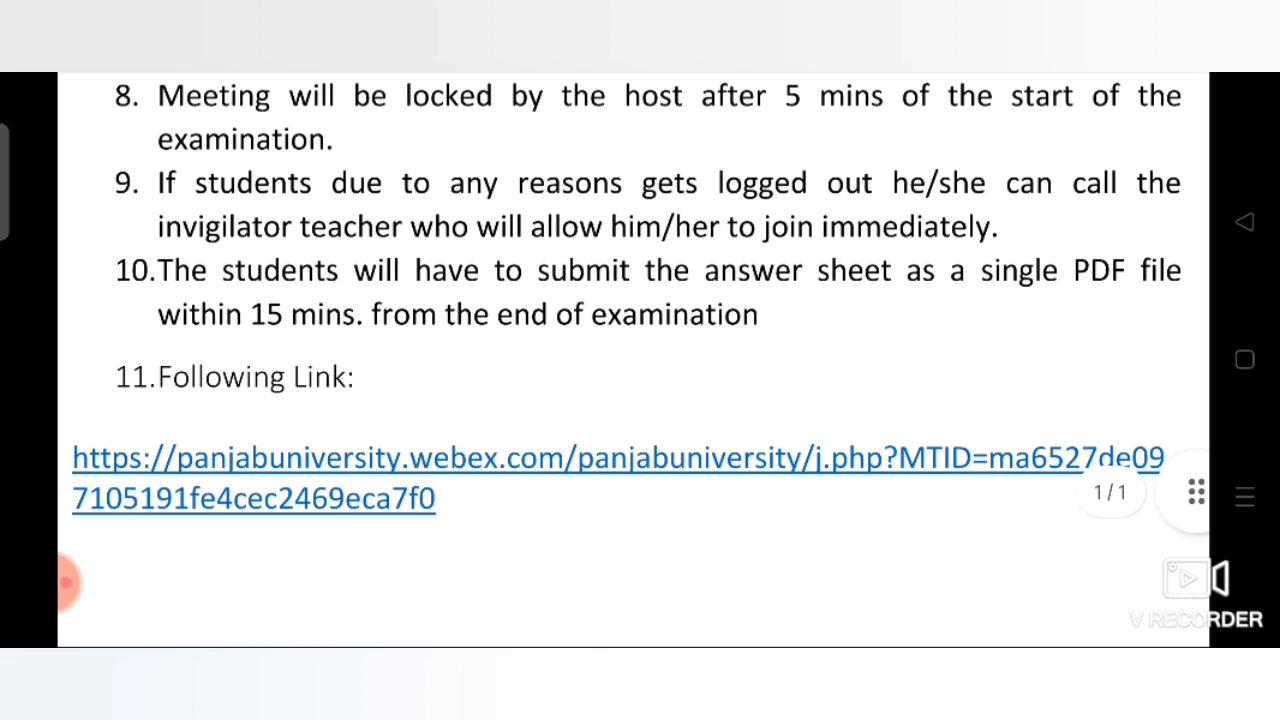 8. Meeting will be locked by the host after 5 mins of the start of the
examination.
9. If students due to any reasons gets logged out he/she can call the
invigilator teacher who will allow him/her to join immediately.
10.The students will have to submit the answer sheet as a single PDF file
within 15 mins. from the end of examination
11.Following Link:
https://panjabuniversity.webex.com/panjabuniversity/j.php?MTID=ma6527de09
7105191fe4cec2469eca7f0
1/1
V RECORDER